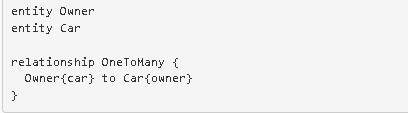 entity Owner
entity Car

relationship OneToMany {
  Owner{car} to Car{owner}
}